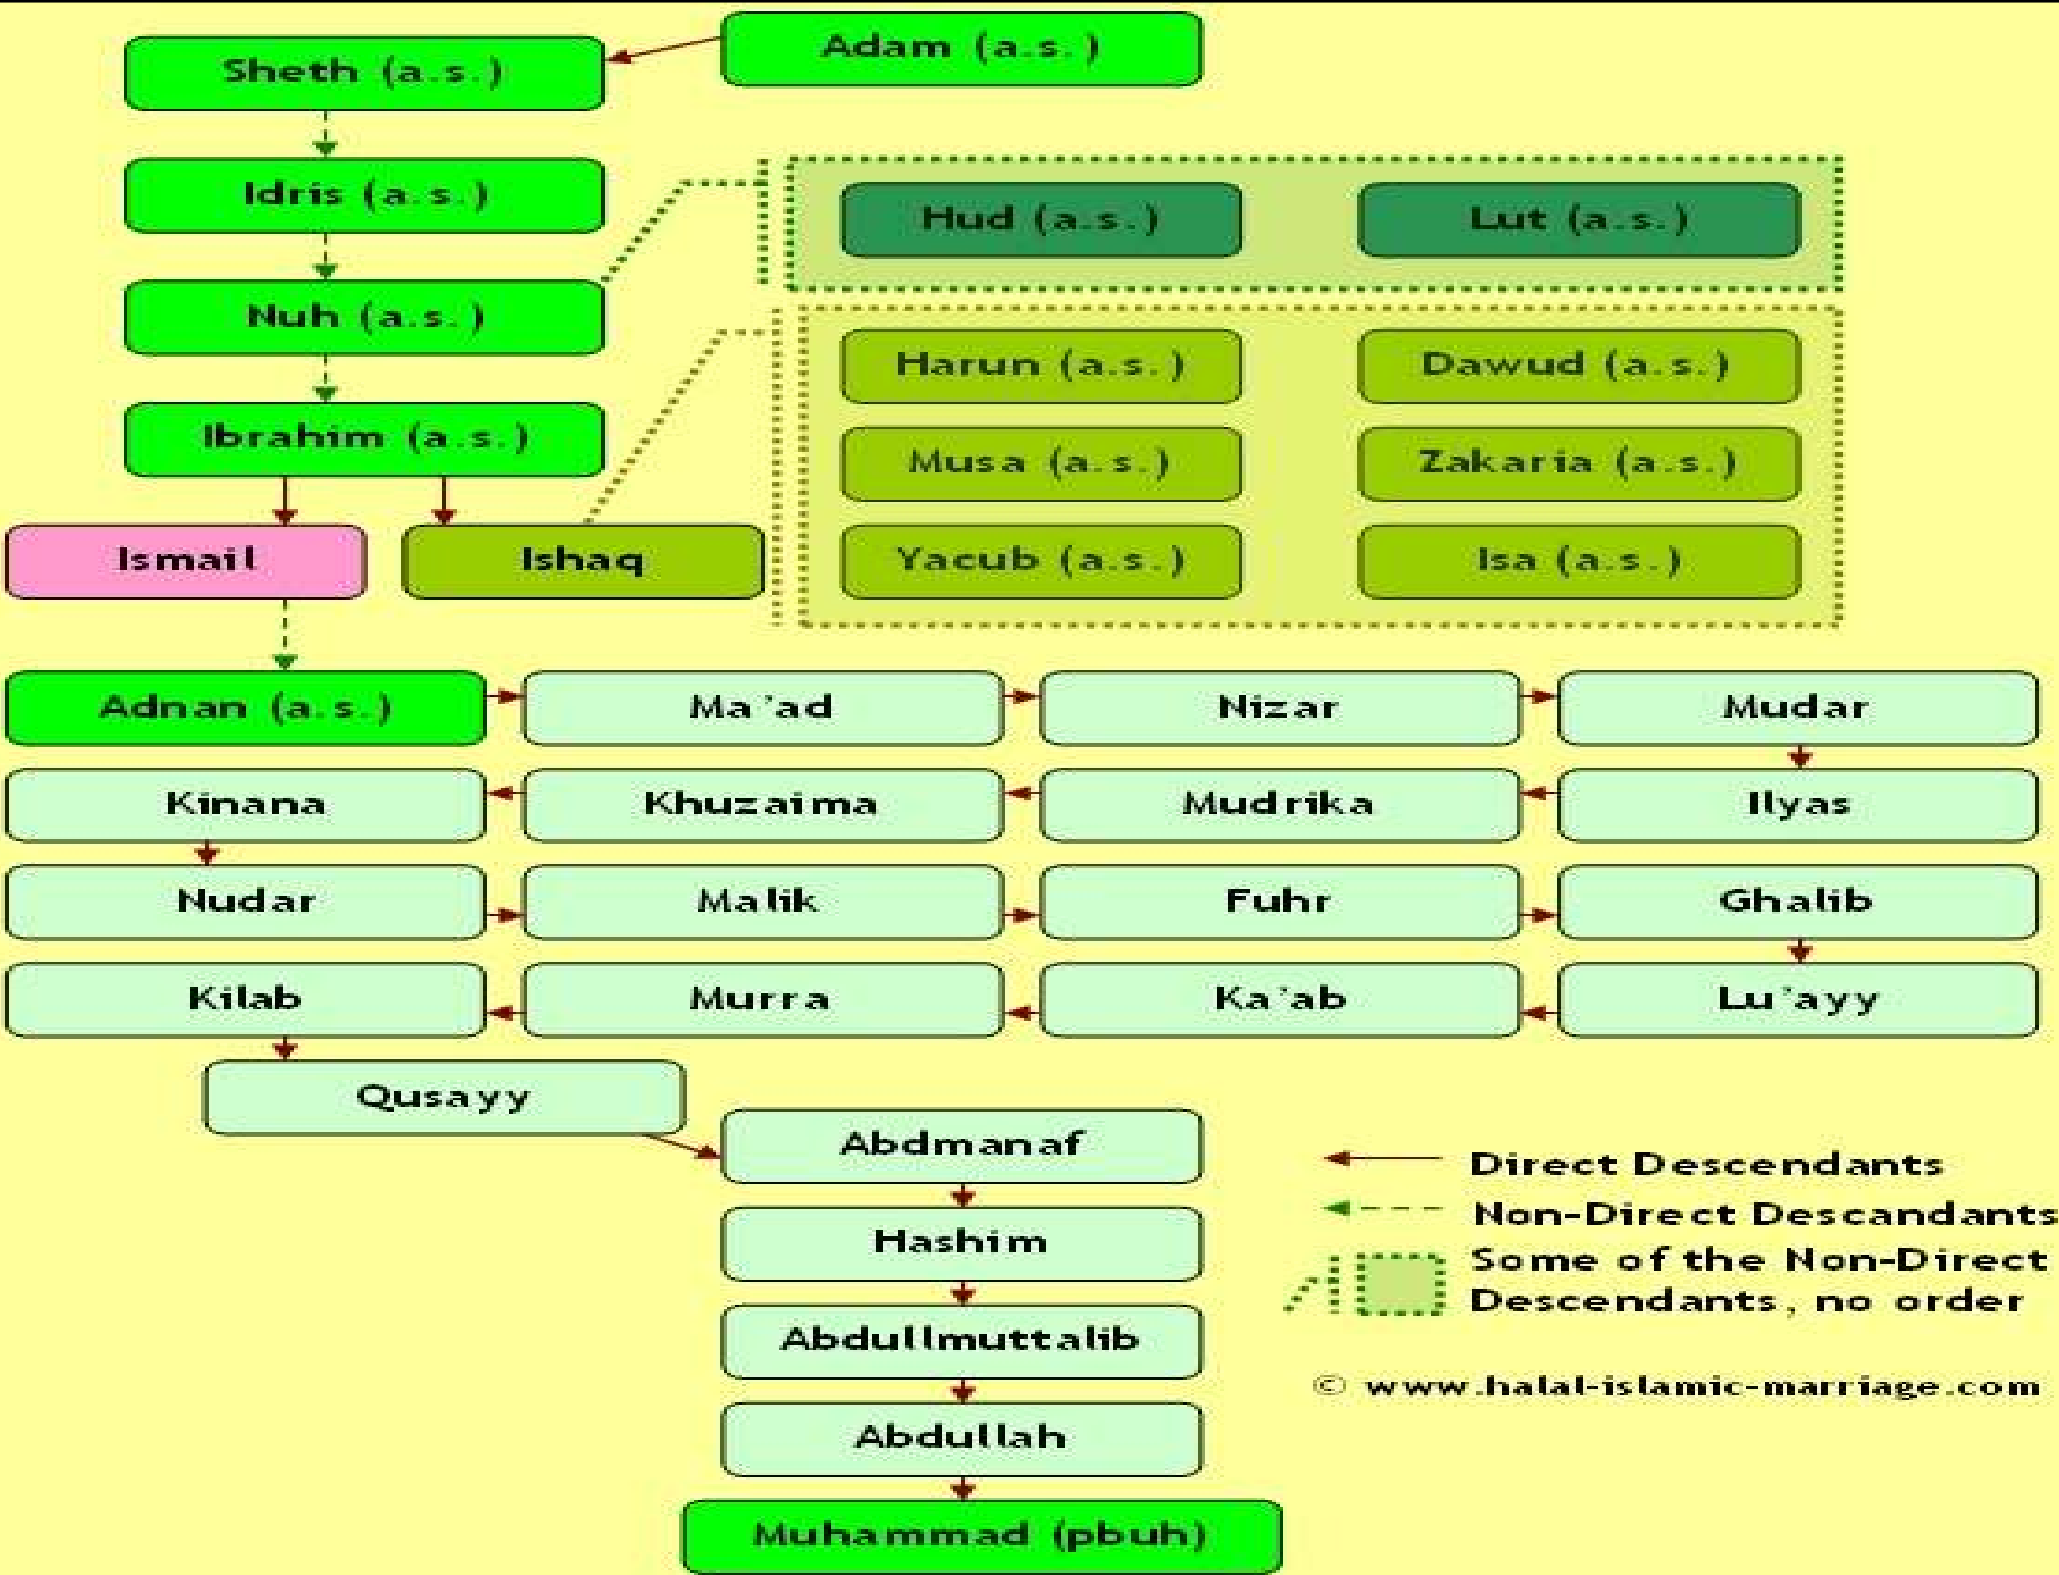 Adam (a.s.)
Sheth (a.s.)
Idris (a.s.)
Hud (a.s.)
Lut (a.s.)
Nuh (a.s.)
Harun (a.s.)
Dawud (a.s.)
Ibrahim (a.s.)
Musa (a.s.)
Zakaria (a.s.)
Ismail
Ishaq
Yacub (a.s.)
Isa (a.s.)
Adnan (a.s.)
Ma'ad
Nizar
Mudar
Kinana
Khuzaima
Mudrika
Ilyas
Nudar
Malik
Fuhr
Ghalib
Kilab
Murra
Ka'ab
Lu'ayy
Qusayy
Abdmanaf
Hashim
Abdullmuttalib
Abdullah
Muhammad (pbuh)
Direct Descendants
Non-Direct Descandants
Some of the Non-Direct
Descendants, no order
© www.halal-islamic-marriage.com